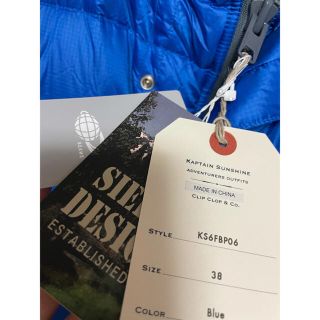 SIE
DESIG
ESTABLISHED
KAPTAIN SUNSHINE
ADVENTURERS OUTFITS
MADE IN CHINA
CLIP CLOP & CO.
STYLE KS6FBP06
SIZE 38
COLOR Blue